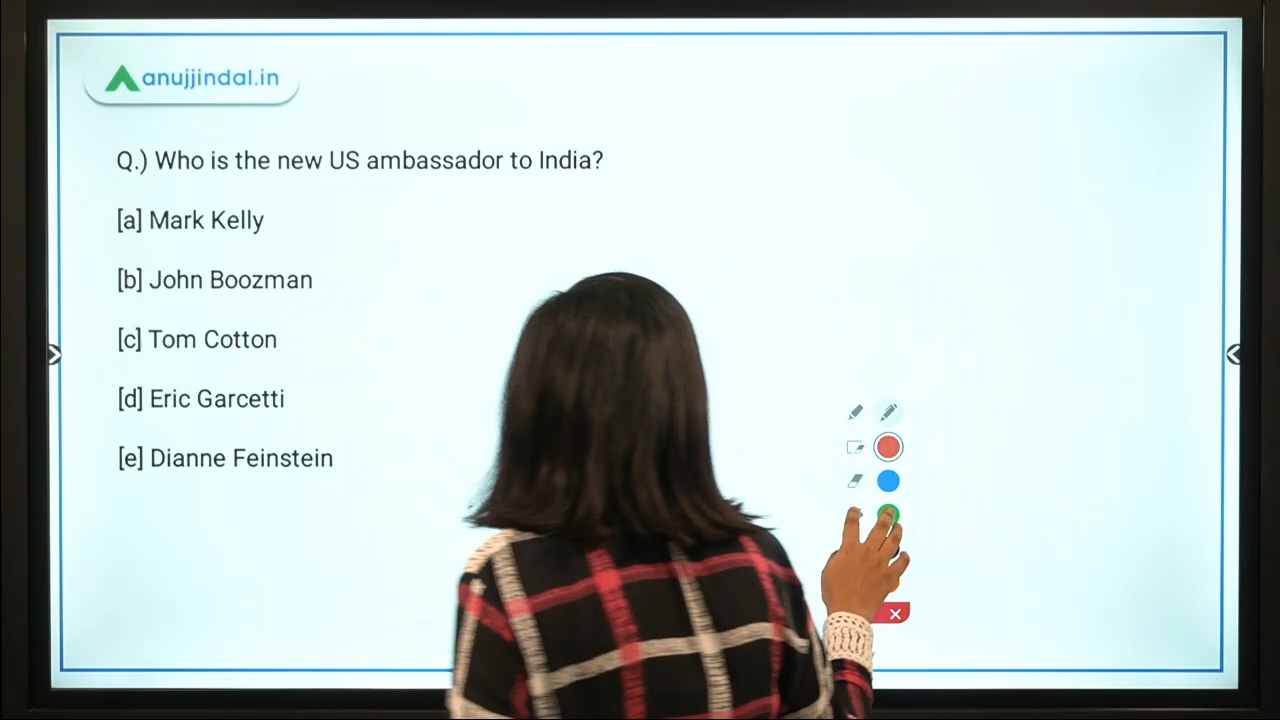 anujjindal.in
Q.) Who is the new US ambassador to India?
[a] Mark Kelly
[b] John Boozman
[c] Tom Cotton
[d] Eric Garcetti
[e] Dianne Feinstein